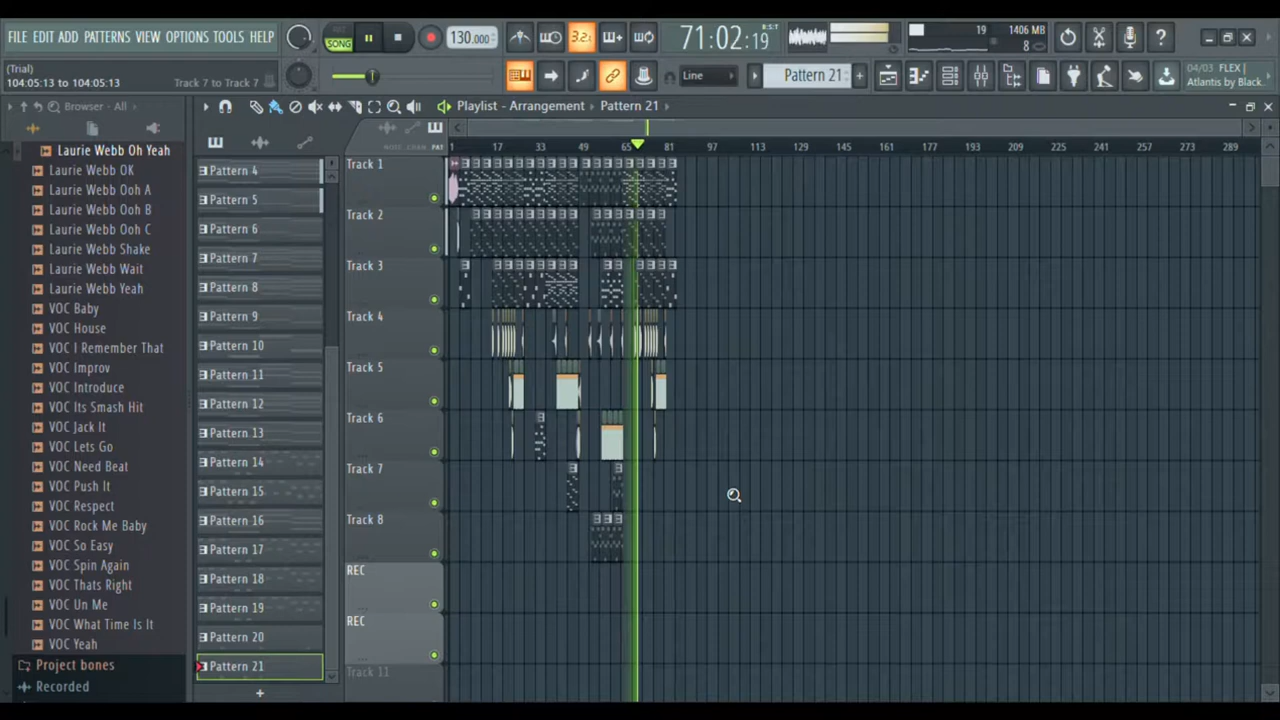 FILE EDIT ADD PATTERNS VIEW OPTIONS TOOLS HELP
(Trial)
104:05:13 to 104:05:13 Track 7 to Track 7
SONG
130.000
3.2.
71:02:19
19
1406 MB
8
Line
Pattern 21
04/03 FLEX |
Atlantis by Black.
Browser - All
Playlist - Arrangement
Pattern 21
NOTE CHAN PAT
1 17 33 49 65 81 97 113 129 145 161 177 193 209 225 241 257 273 289
Laurie Webb Oh Yeah
Laurie Webb OK
Laurie Webb Ooh A
Laurie Webb Ooh B
Laurie Webb Ooh C
Laurie Webb Shake
Laurie Webb Wait
Laurie Webb Yeah
VOC Baby
VOC House
VOC I Remember That
VOC Improv
VOC Introduce
VOC Its Smash Hit
VOC Jack It
VOC Lets Go
VOC Need Beat
VOC Push It
VOC Respect
VOC Rock Me Baby
VOC So Easy
VOC Spin Again
VOC Thats Right
VOC Un Me
VOC What Time Is It
VOC Yeah
Project bones
Recorded
Pattern 4
Pattern 5
Pattern 6
Pattern 7
Pattern 8
Pattern 9
Pattern 10
Pattern 11
Pattern 12
Pattern 13
Pattern 14
Pattern 15
Pattern 16
Pattern 17
Pattern 18
Pattern 19
Pattern 20
Pattern 21
Track 1
Track 2
Track 3
Track 4
Track 5
Track 6
Track 7
Track 8
REC
REC
Track 11